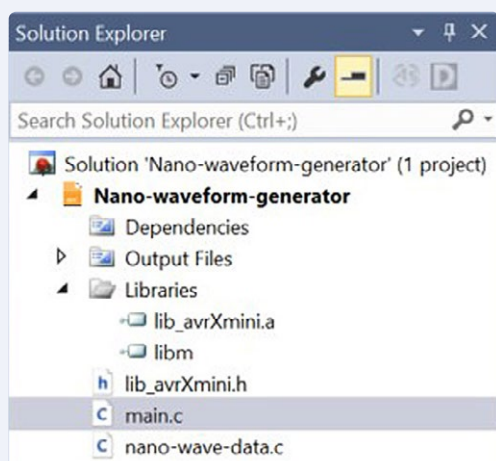 Solution Explorer
Search Solution Explorer (Ctrl+;)
Solution 'Nano-waveform-generator' (1 project)
Nano-waveform-generator
Dependencies
Output Files
Libraries
lib_avrXmini.a
libm
h lib_avrXmini.h
C main.c
C nano-wave-data.c